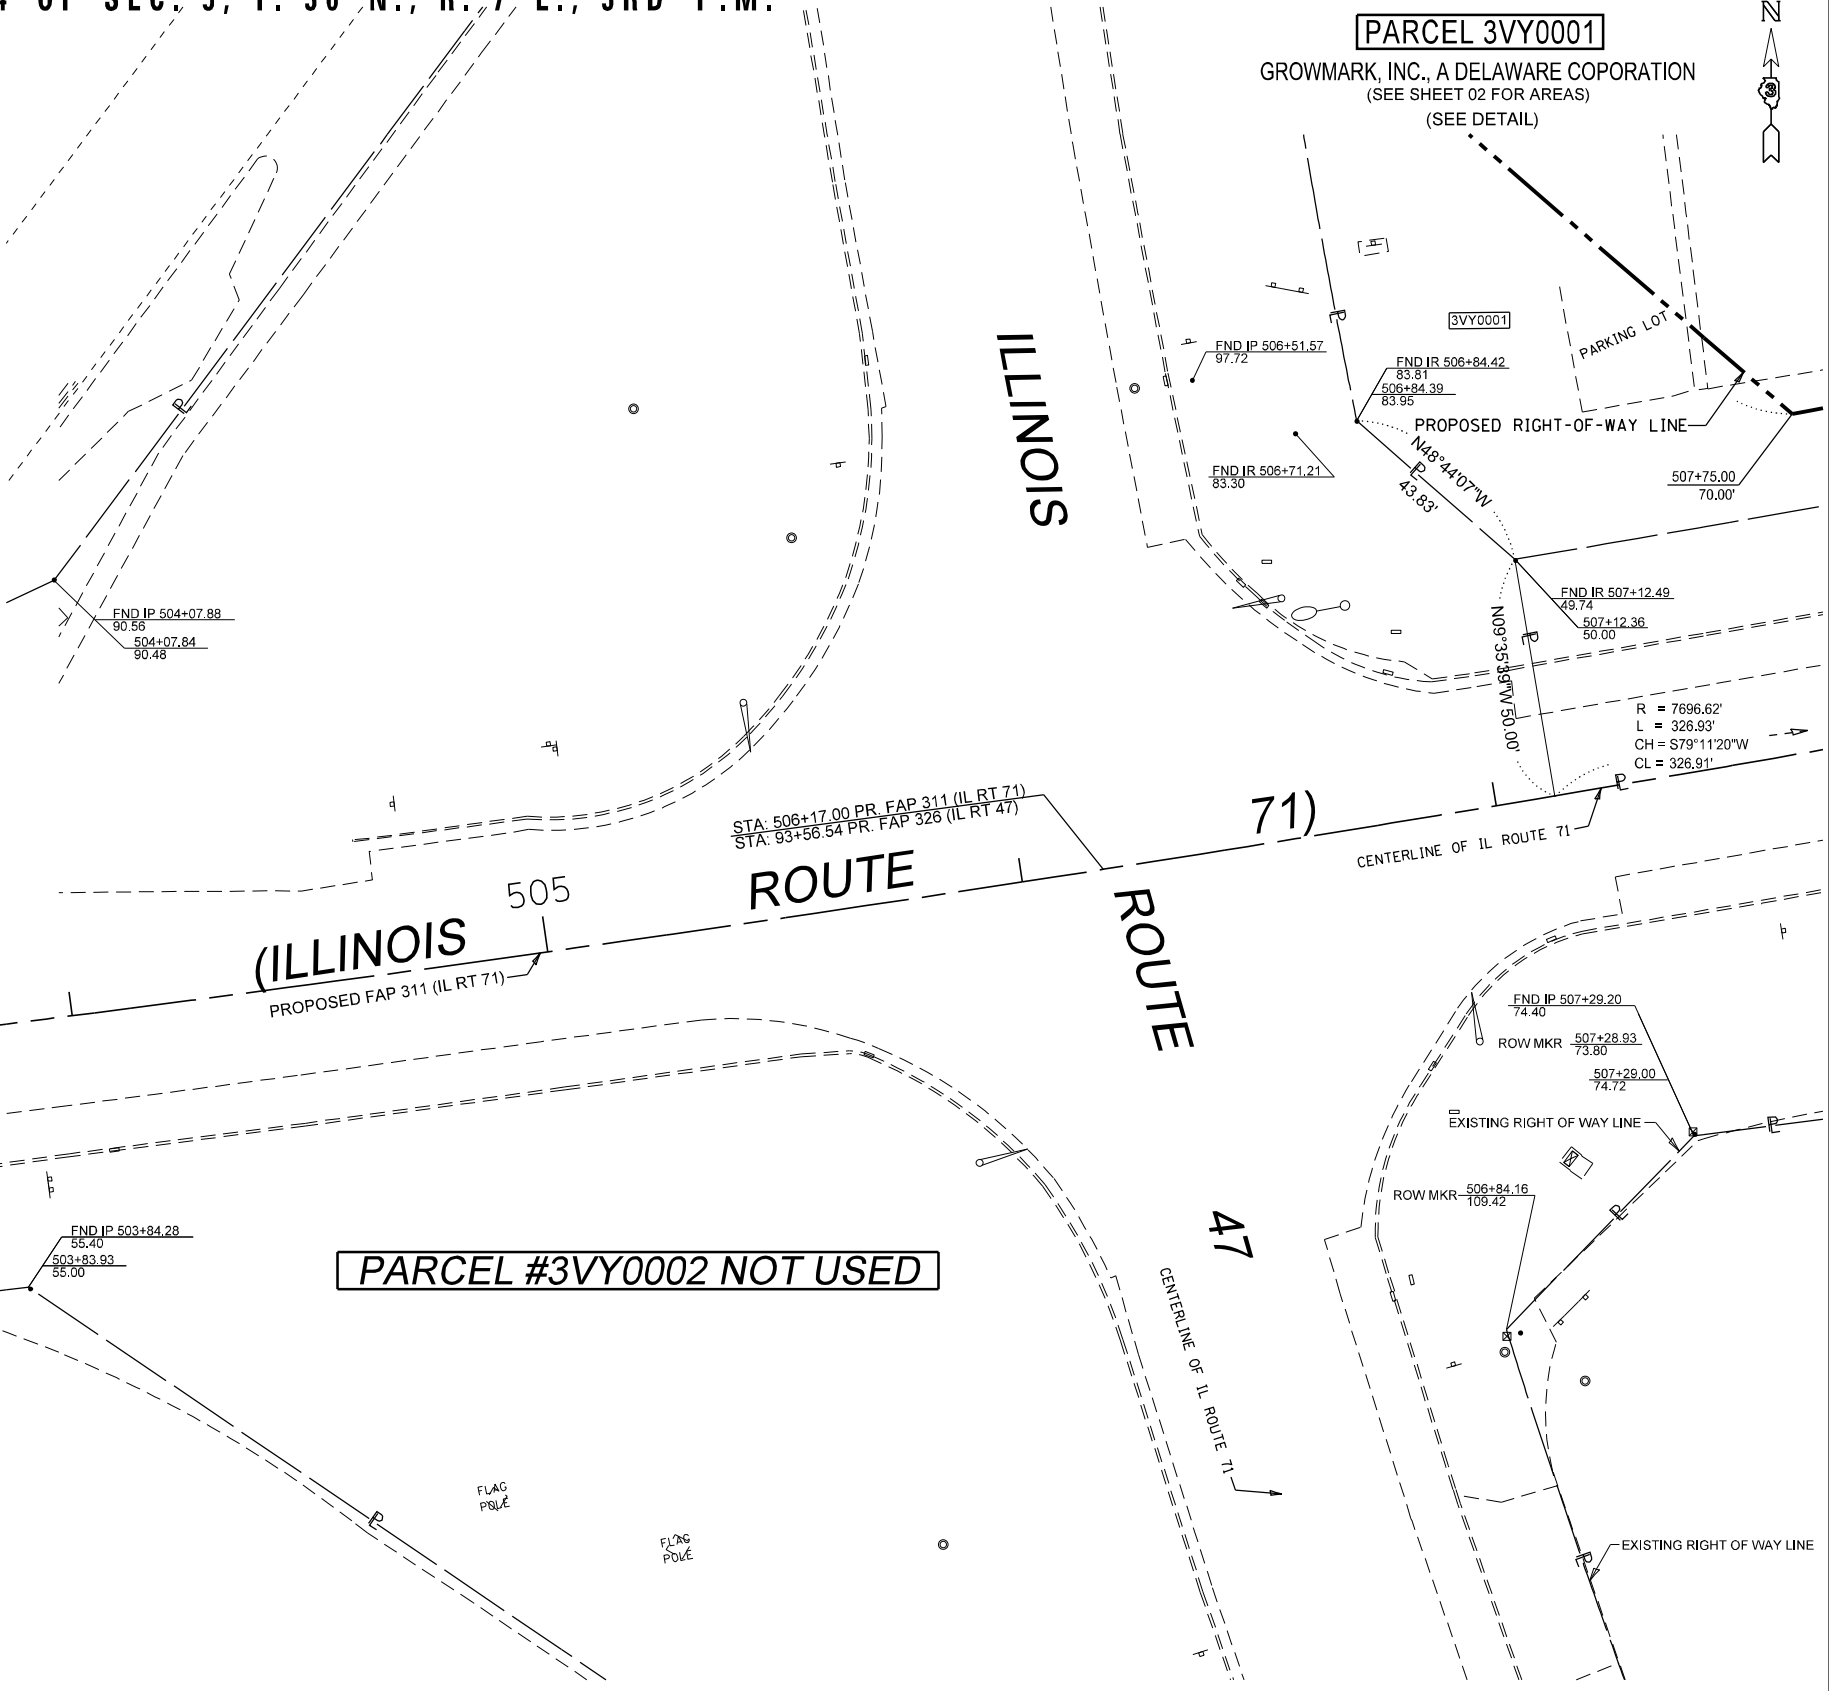 OF SEC. 5, T. 36 N., R. 7 E., 3RD P.M.
PARCEL 3VY0001
GROWMARK, INC., A DELAWARE COPORATION
(SEE SHEET 02 FOR AREAS)
(SEE DETAIL)
N
3
3VY0001
PARKING LOT
FND IP 506+51.57
97.72
FND IR 506+84.42
83.81
506+84.39
83.95
PROPOSED RIGHT-OF-WAY LINE
FND IR 506+71.21
83.30
N48°44'07"W
43.83'
507+75.00
70.00'
ILLINOIS
FND IP 504+07.88
90.56
504+07.84
90.48
FND IR 507+12.49
49.74
507+12.36
50.00
N09°35'39"W 50.00'
R = 7696.62'
L = 326.93'
CH = S79°11'20"W
CL = 326.91'
STA: 506+17.00 PR. FAP 311 (IL RT 71)
STA: 93+56.54 PR. FAP 326 (IL RT 47)
71)
CENTERLINE OF IL ROUTE 71
ROUTE
505
(ILLINOIS
PROPOSED FAP 311 (IL RT 71)
ROUTE
FND IP 507+29.20
74.40
ROW MKR 507+28.93
73.80
507+29.00
74.72
EXISTING RIGHT OF WAY LINE
ROW MKR 506+84.16
109.42
47
FND IP 503+84.28
55.40
503+83.93
55.00
PARCEL #3VY0002 NOT USED
CENTERLINE OF IL ROUTE 71
FLAG
POLE
FLAG
POLE
EXISTING RIGHT OF WAY LINE